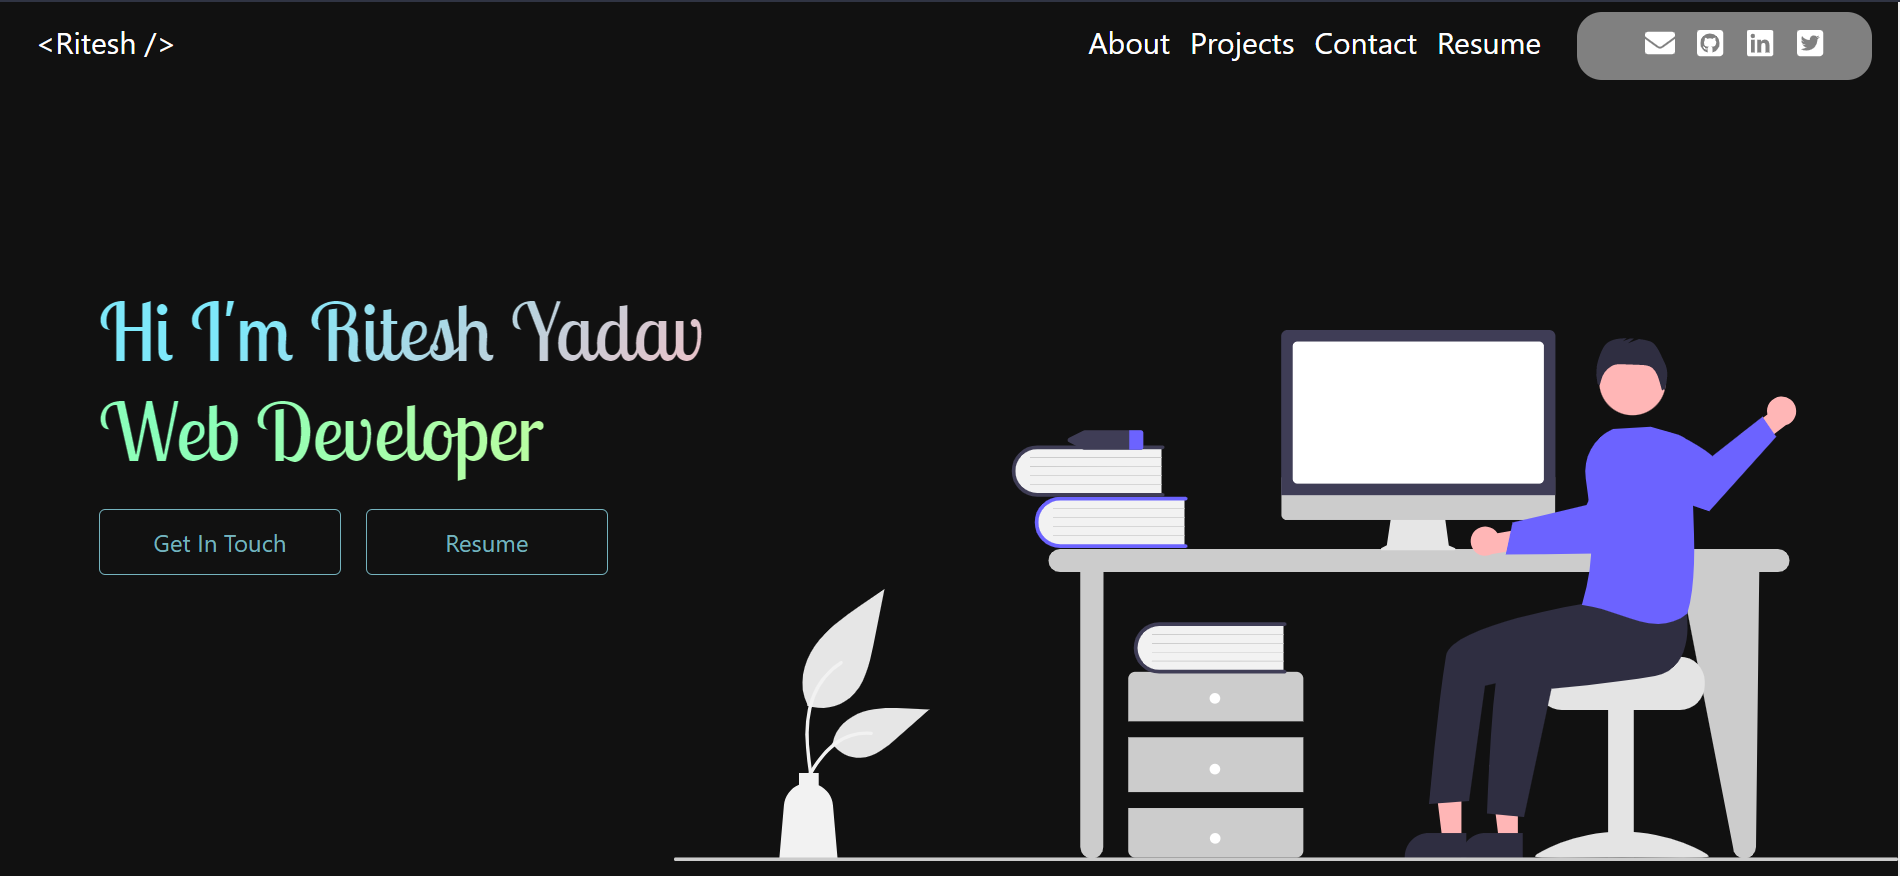 <Ritesh />
About Projects Contact Resume
Hi I'm Ritesh Yadav
Web Developer
Get In Touch
Resume